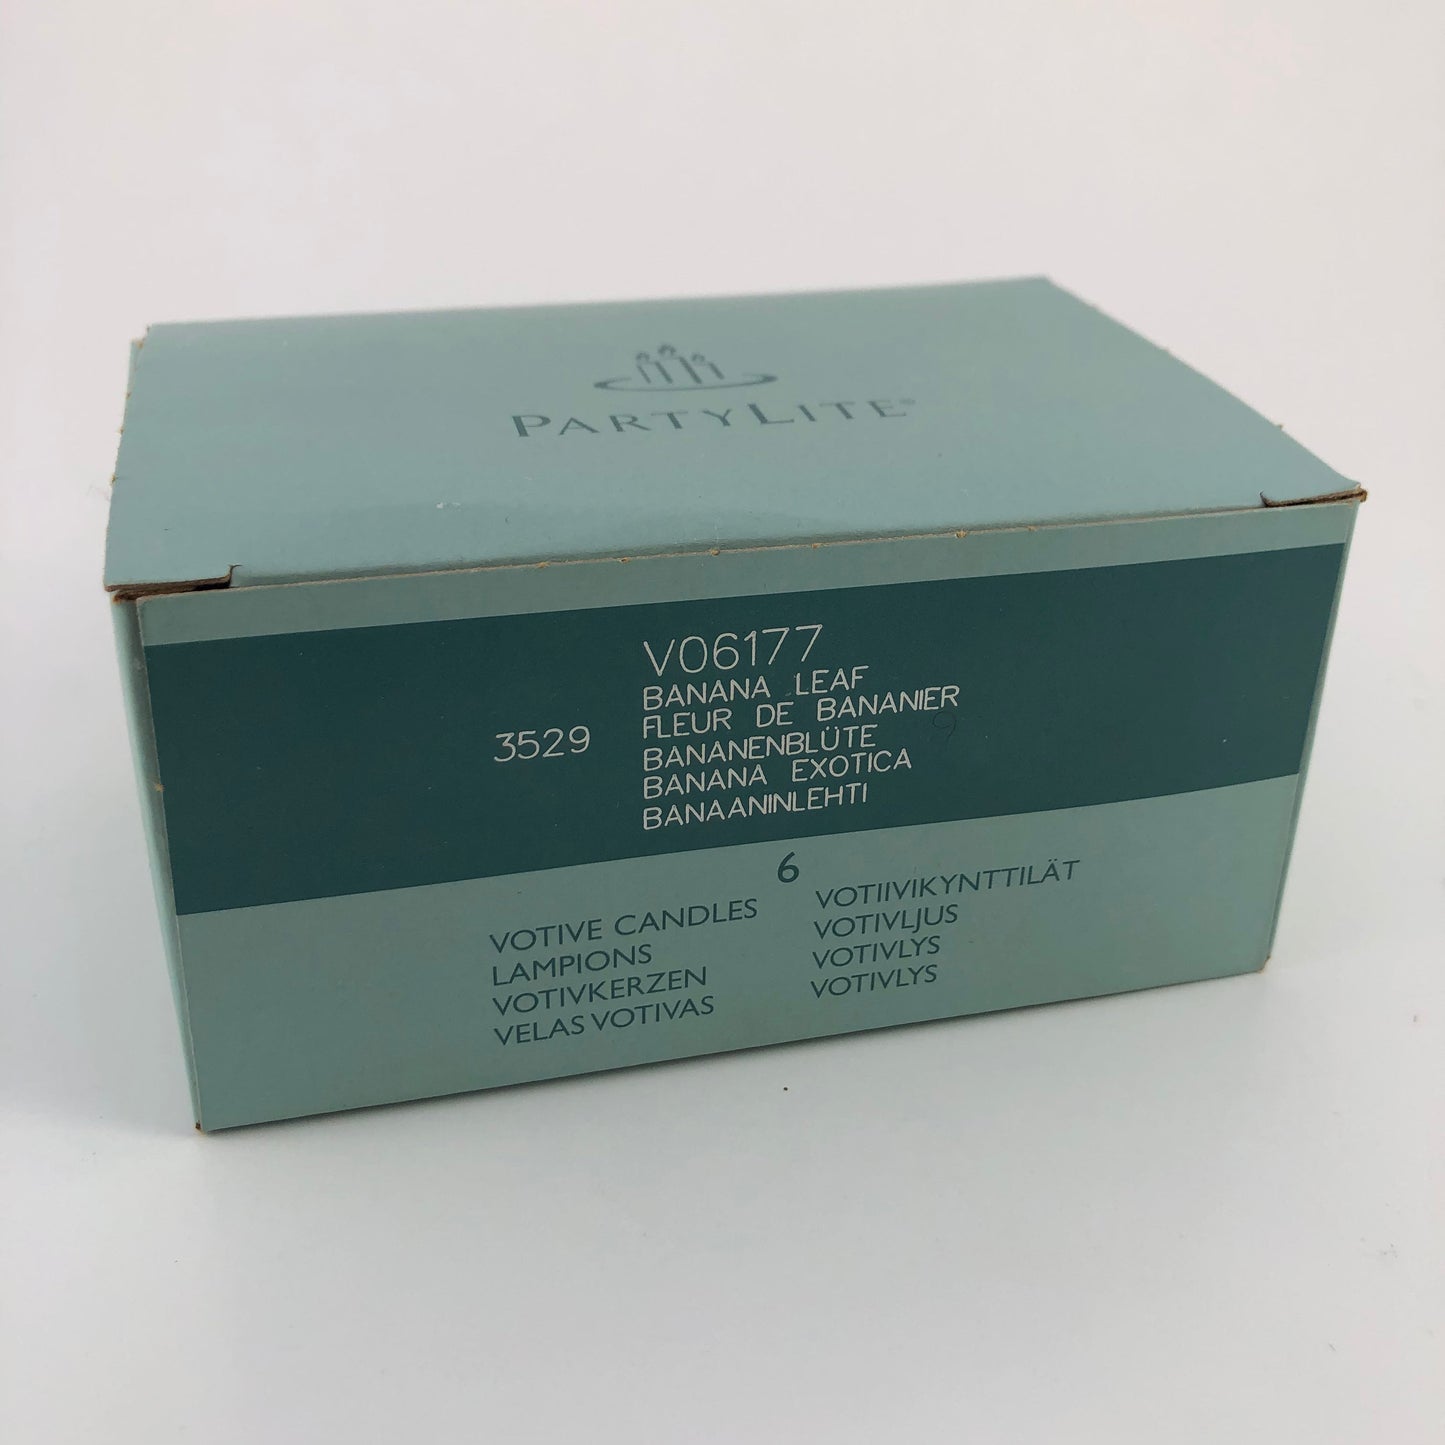 PARTYLITE®
V06177
BANANA LEAF
FLEUR DE BANANIER
3529
BANANENBLÜTE
BANANA EXOTICA
BANAANINLEHTI
6
VOTIVE CANDLES
LAMPIONS
VOTIVKERZEN
VELAS VOTIVAS
VOTIIVIKYNTTILÄT
VOTIVLJUS
VOTIVLYS
VOTIVLYS